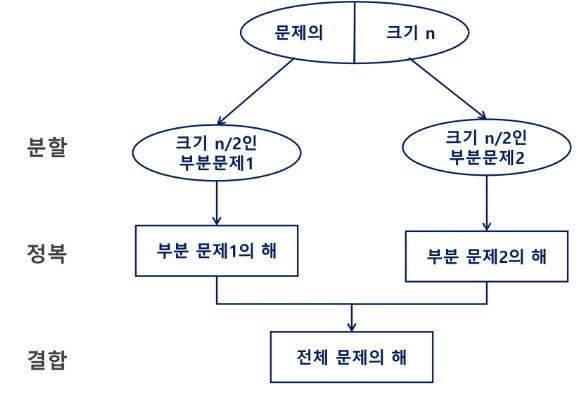 문제의
크기 n
분할
크기 n/2인
부분문제1
크기 n/2인
부분문제2
정복
부분 문제1의 해
부분 문제2의 해
결합
전체 문제의 해